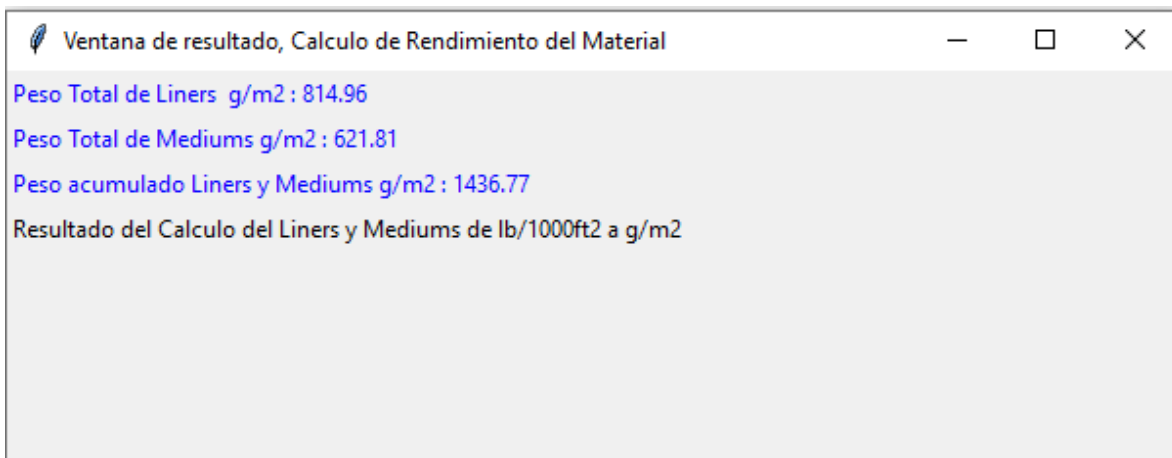 Ventana de resultado, Calculo de Rendimiento del Material
Peso Total de Liners  g/m2 : 814.96
Peso Total de Mediums g/m2 : 621.81
Peso acumulado Liners y Mediums g/m2 : 1436.77
Resultado del Calculo del Liners y Mediums de lb/1000ft2 a g/m2